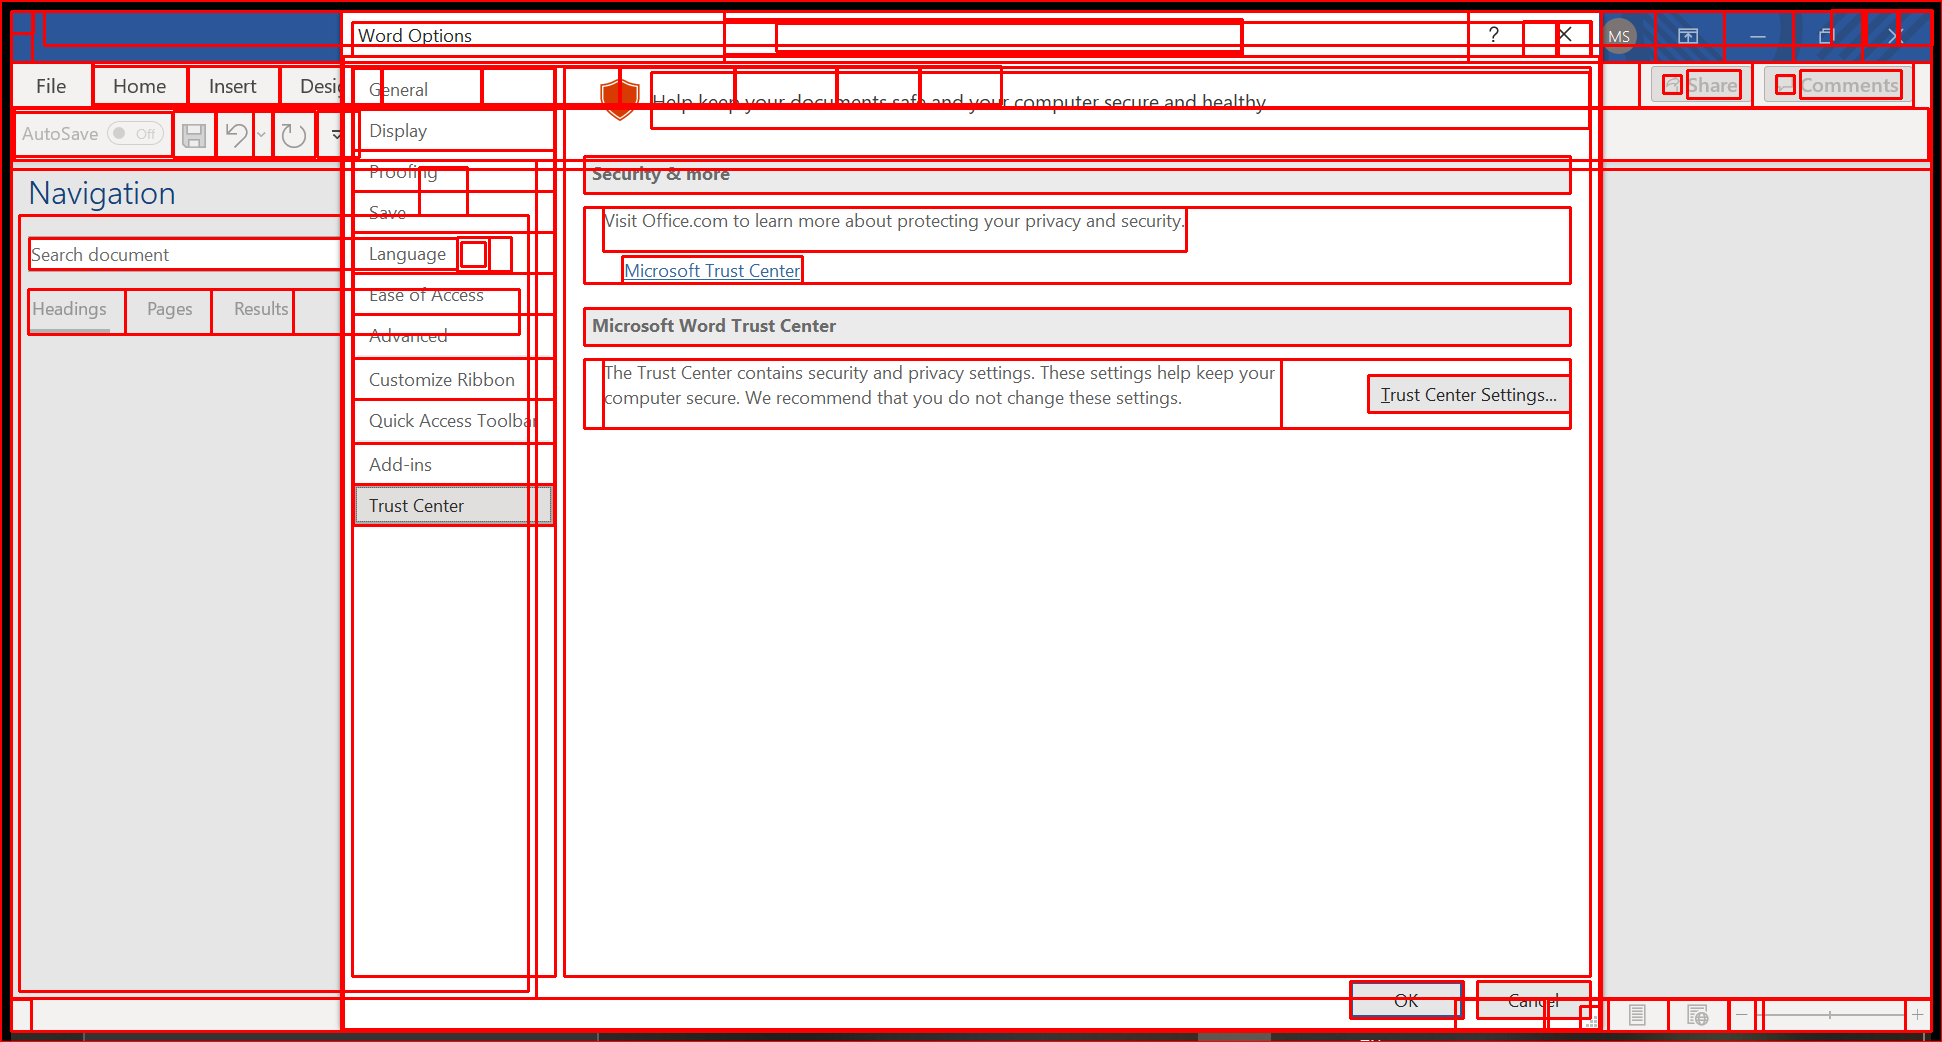 Word Options
?
MS
File
Home
Insert
Desig
Share
Comments
AutoSave
Off
General
Display
Proofing
Save
Language
Ease of Access
Advanced
Customize Ribbon
Quick Access Toolbar
Add-ins
Trust Center
Navigation
Search document
Headings
Pages
Results
Help keep your documents safe and your computer secure and healthy
Security & more
Visit Office.com to learn more about protecting your privacy and security.
Microsoft Trust Center
Microsoft Word Trust Center
The Trust Center contains security and privacy settings. These settings help keep your
computer secure. We recommend that you do not change these settings.
Trust Center Settings...
OK
Cancel